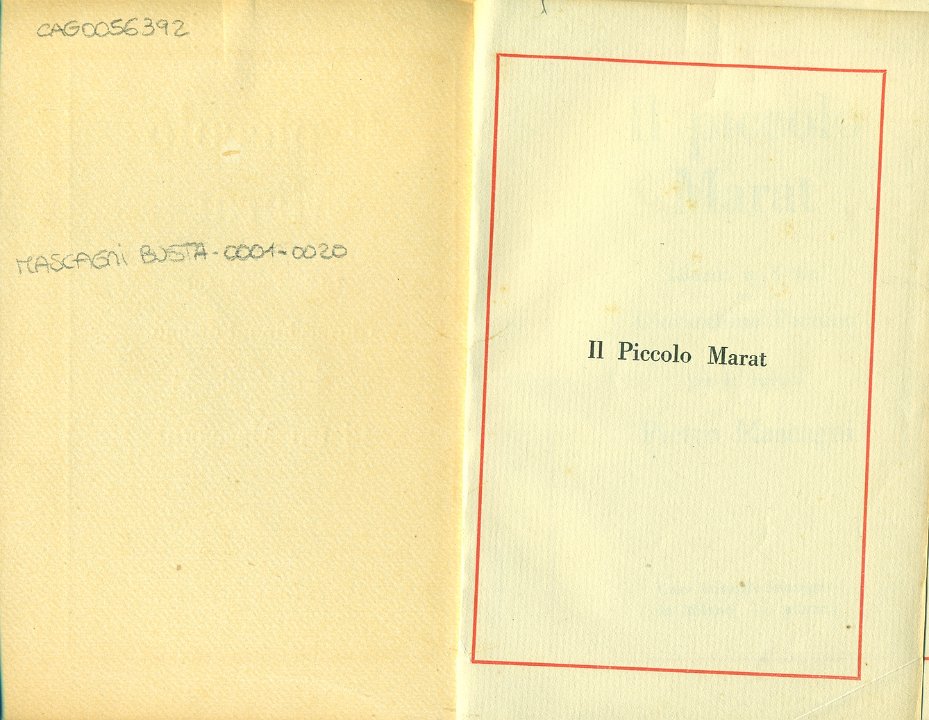 CAG0056392
MASCAGNI BUSTA-0001-0020
Il Piccolo Marat